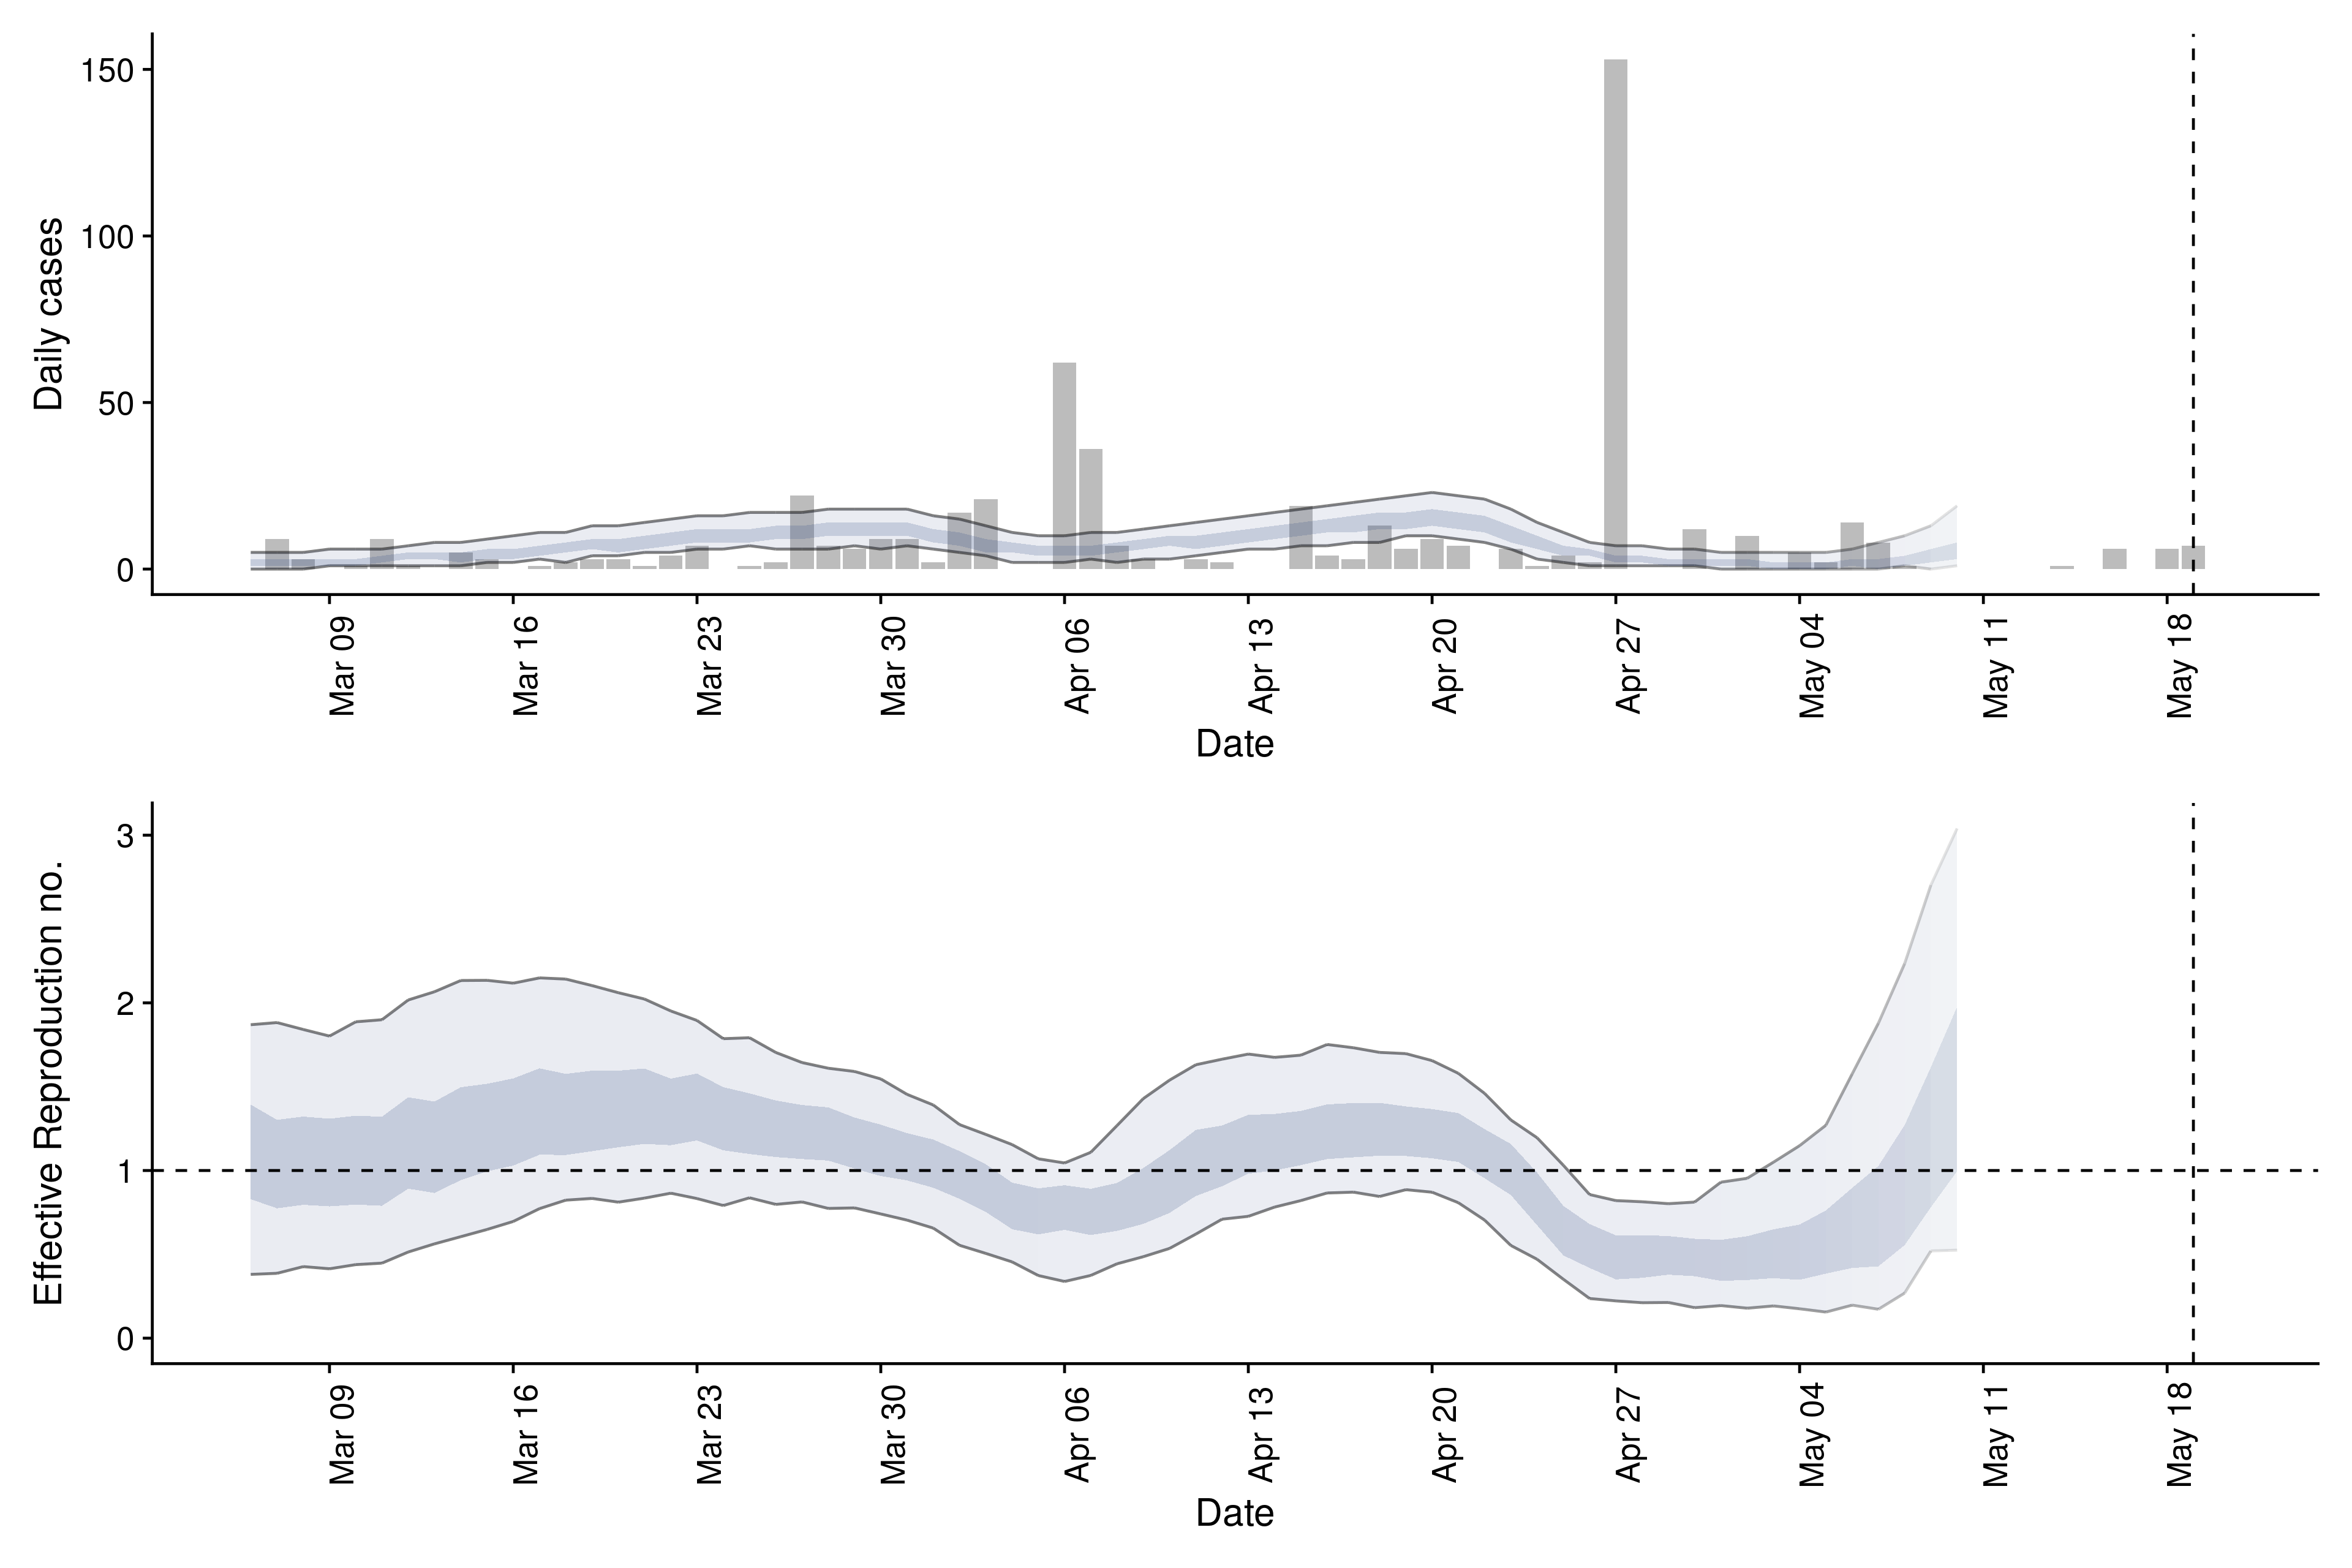 Daily cases
150
100
50
0
Mar 09
Mar 16
Mar 23
Mar 30
Apr 06
Apr 13
Apr 20
Apr 27
May 04
May 11
May 18
Date
Effective Reproduction no.
3
2
1
0
Mar 09
Mar 16
Mar 23
Mar 30
Apr 06
Apr 13
Apr 20
Apr 27
May 04
May 11
May 18
Date